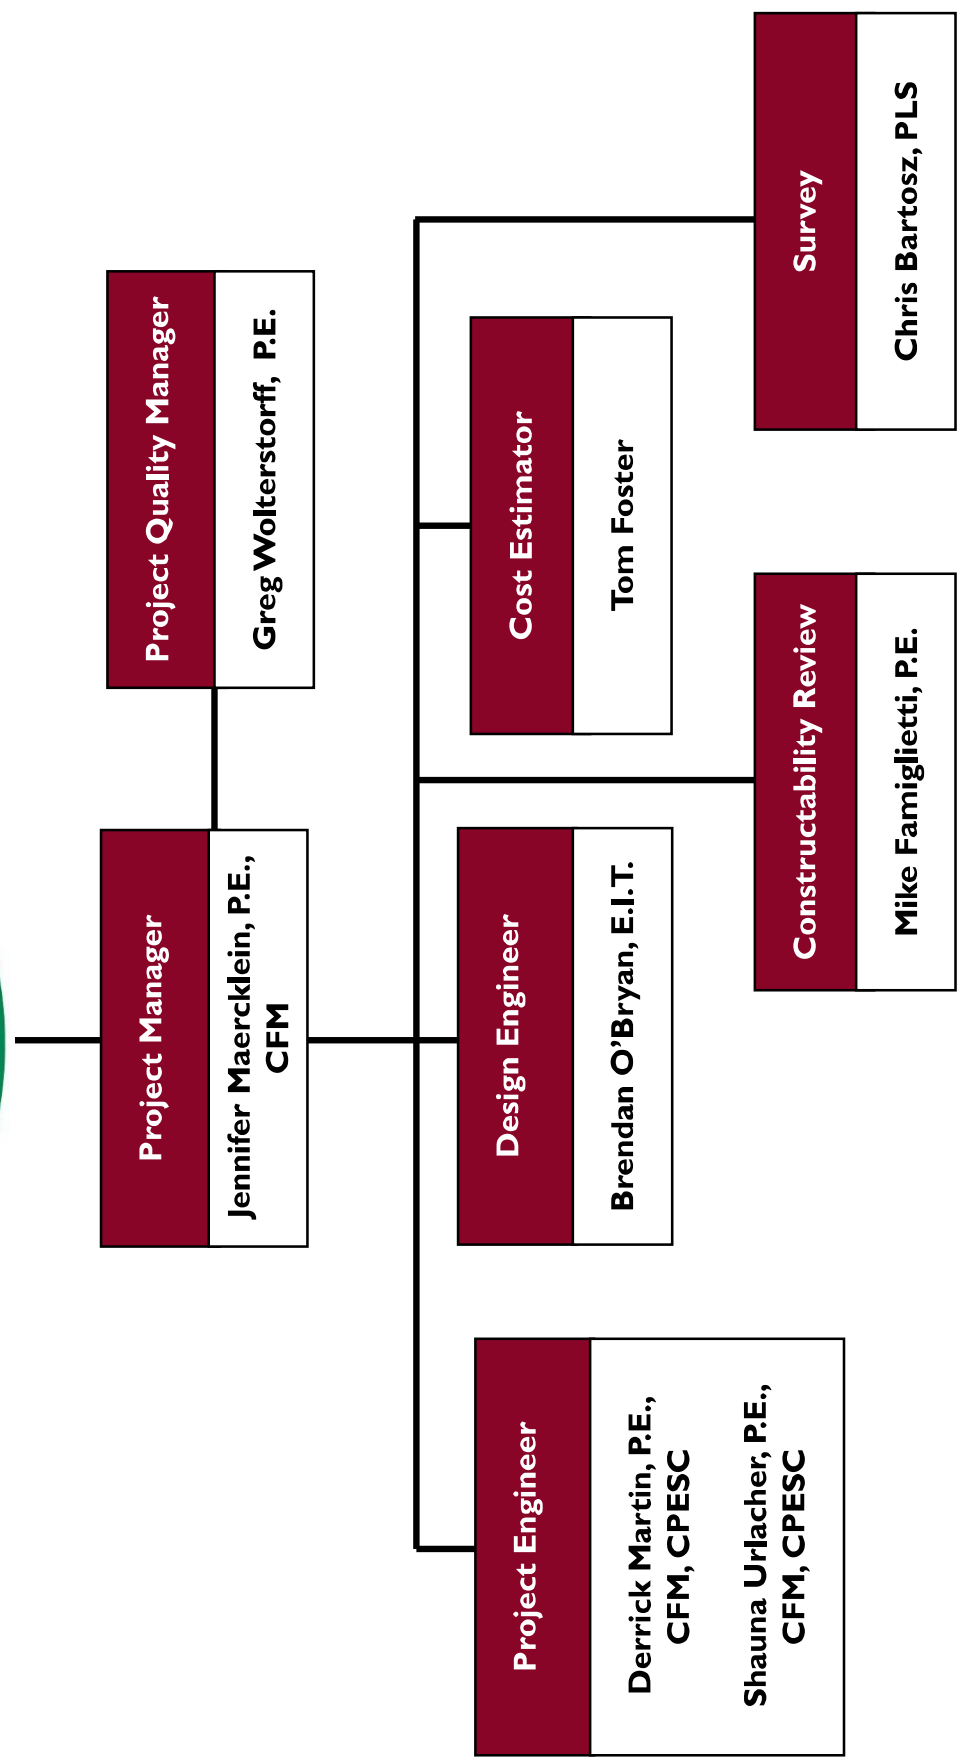 Project Manager
Jennifer Maercklein, P.E.,
CFM
Project Quality Manager
Greg Wolterstorff, P.E.
Project Engineer
Derrick Martin, P.E.,
CFM, CPESC
Shauna Urlacher, P.E.,
CFM, CPESC
Design Engineer
Brendan O’Bryan, E.I.T.
Cost Estimator
Tom Foster
Constructability Review
Mike Famiglietti, P.E.
Survey
Chris Bartosz, PLS